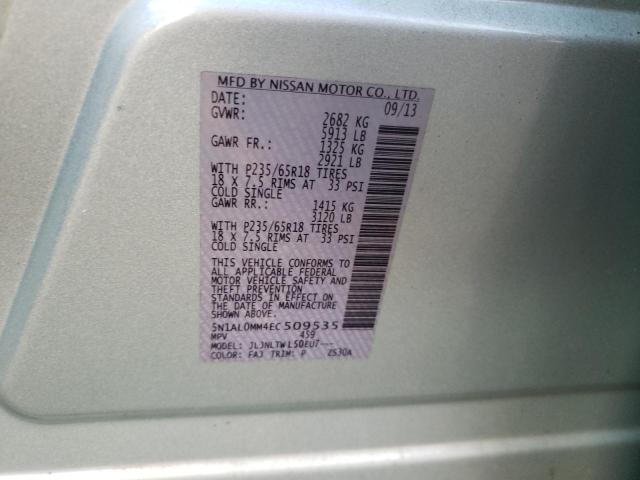 MFD BY NISSAN MOTOR CO., LTD.
DATE: 09/13
GVWR: 2682 KG
5913 LB
GAWR FR.: 1325 KG
2921 LB
WITH P235/65R18 TIRES
18 X 7.5 RIMS AT 33 PSI
COLD SINGLE
GAWR RR.: 1415 KG
3120 LB
WITH P235/65R18 TIRES
18 X 7.5 RIMS AT 33 PSI
COLD SINGLE
THIS VEHICLE CONFORMS TO
ALL APPLICABLE FEDERAL
MOTOR VEHICLE SAFETY AND
THEFT PREVENTION
STANDARDS IN EFFECT ON
THE DATE OF MANUFACTURE
SHOWN ABOVE.
5N1AL0MM4EC509535
MPV 459
MODEL: JLJNLTWL50EU7---
COLOR: FAJ TRIM: P ZS30A